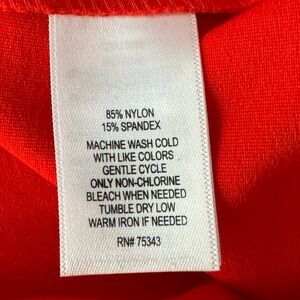 85% NYLON
15% SPANDEX
MACHINE WASH COLD
WITH LIKE COLORS
GENTLE CYCLE
ONLY NON-CHLORINE
BLEACH WHEN NEEDED
TUMBLE DRY LOW
WARM IRON IF NEEDED
RN# 75343